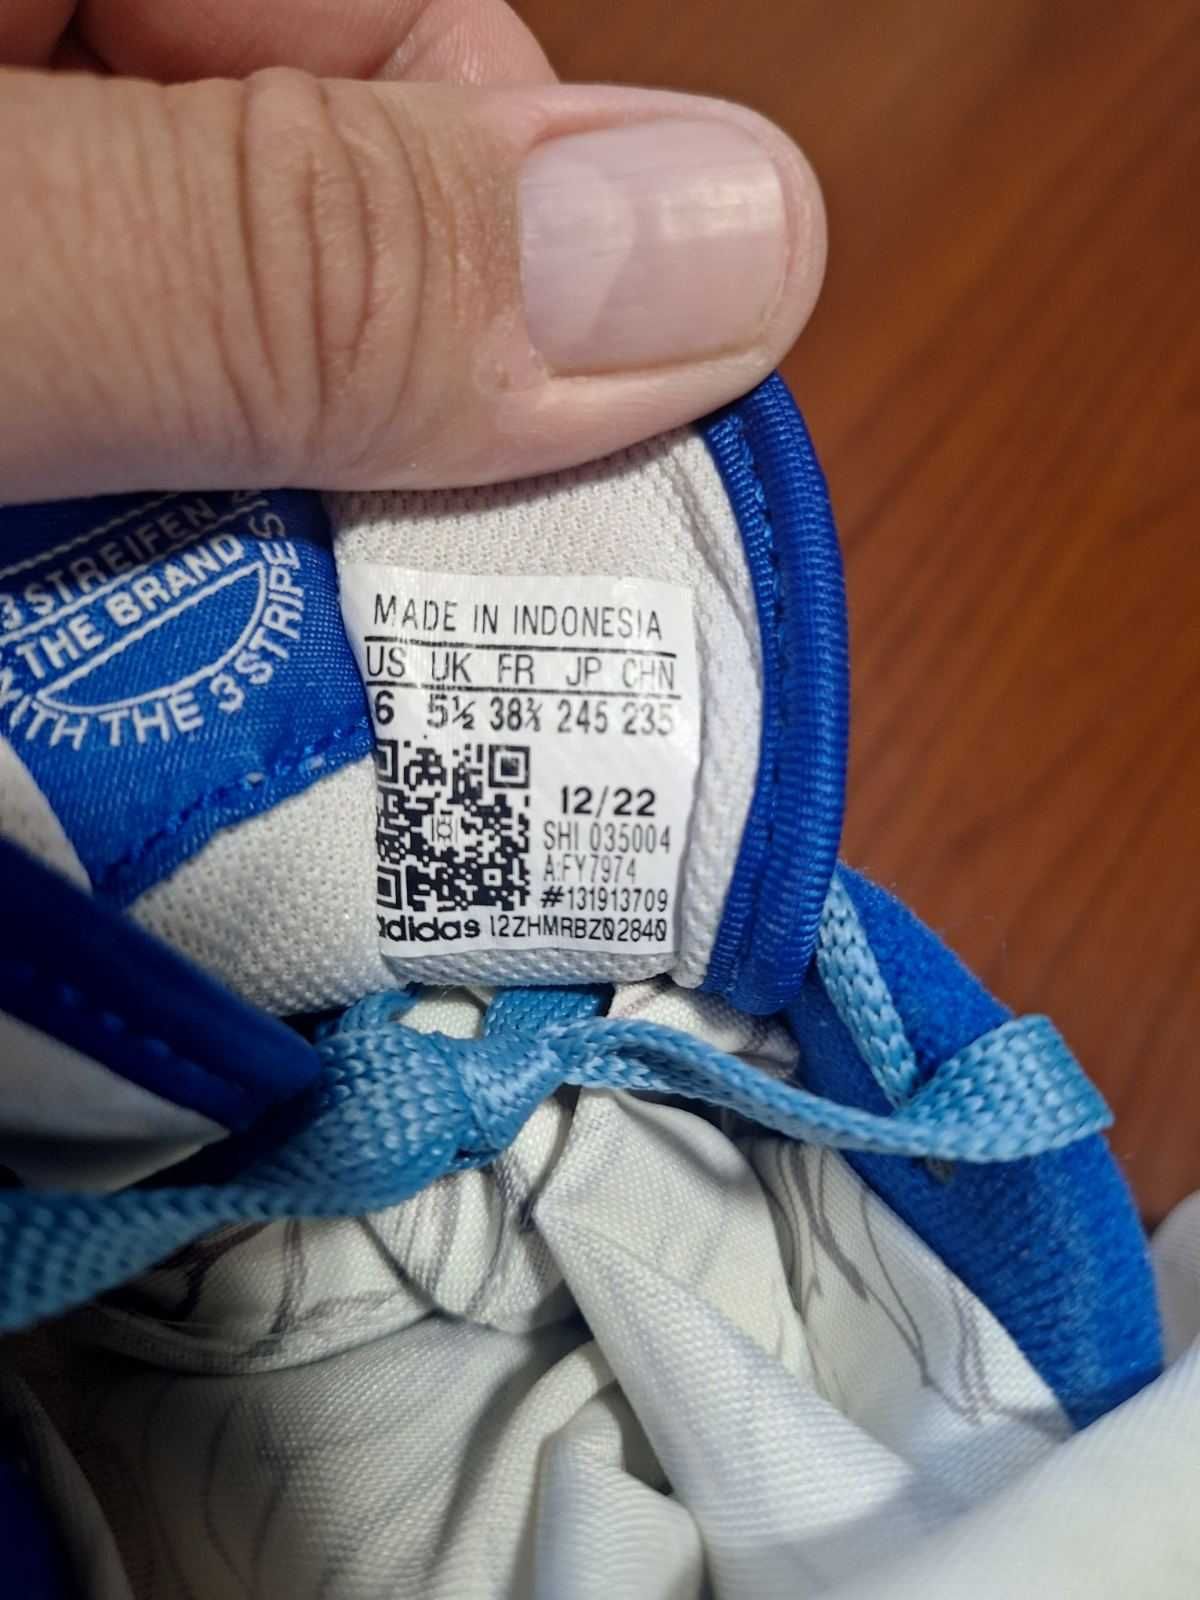 3 STREIFEN
THE BRAND
WITH THE 3 STRIPES
MADE IN INDONESIA
US UK FR JP CHN
6 5½ 38⅔ 245 235
12/22
SHI 035004
A:FY7974
#131913709
adidas 12ZHMRBZ02840